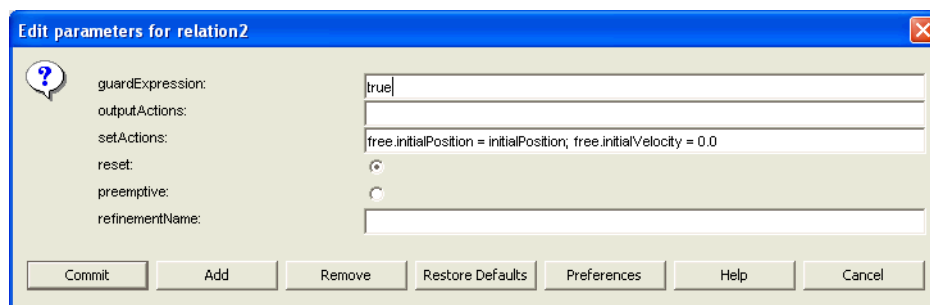 Edit parameters for relation2
guardExpression: true
outputActions:
setActions: free.initialPosition = initialPosition; free.initialVelocity = 0.0
reset:
preemptive:
refinementName:
Commit Add Remove Restore Defaults Preferences Help Cancel